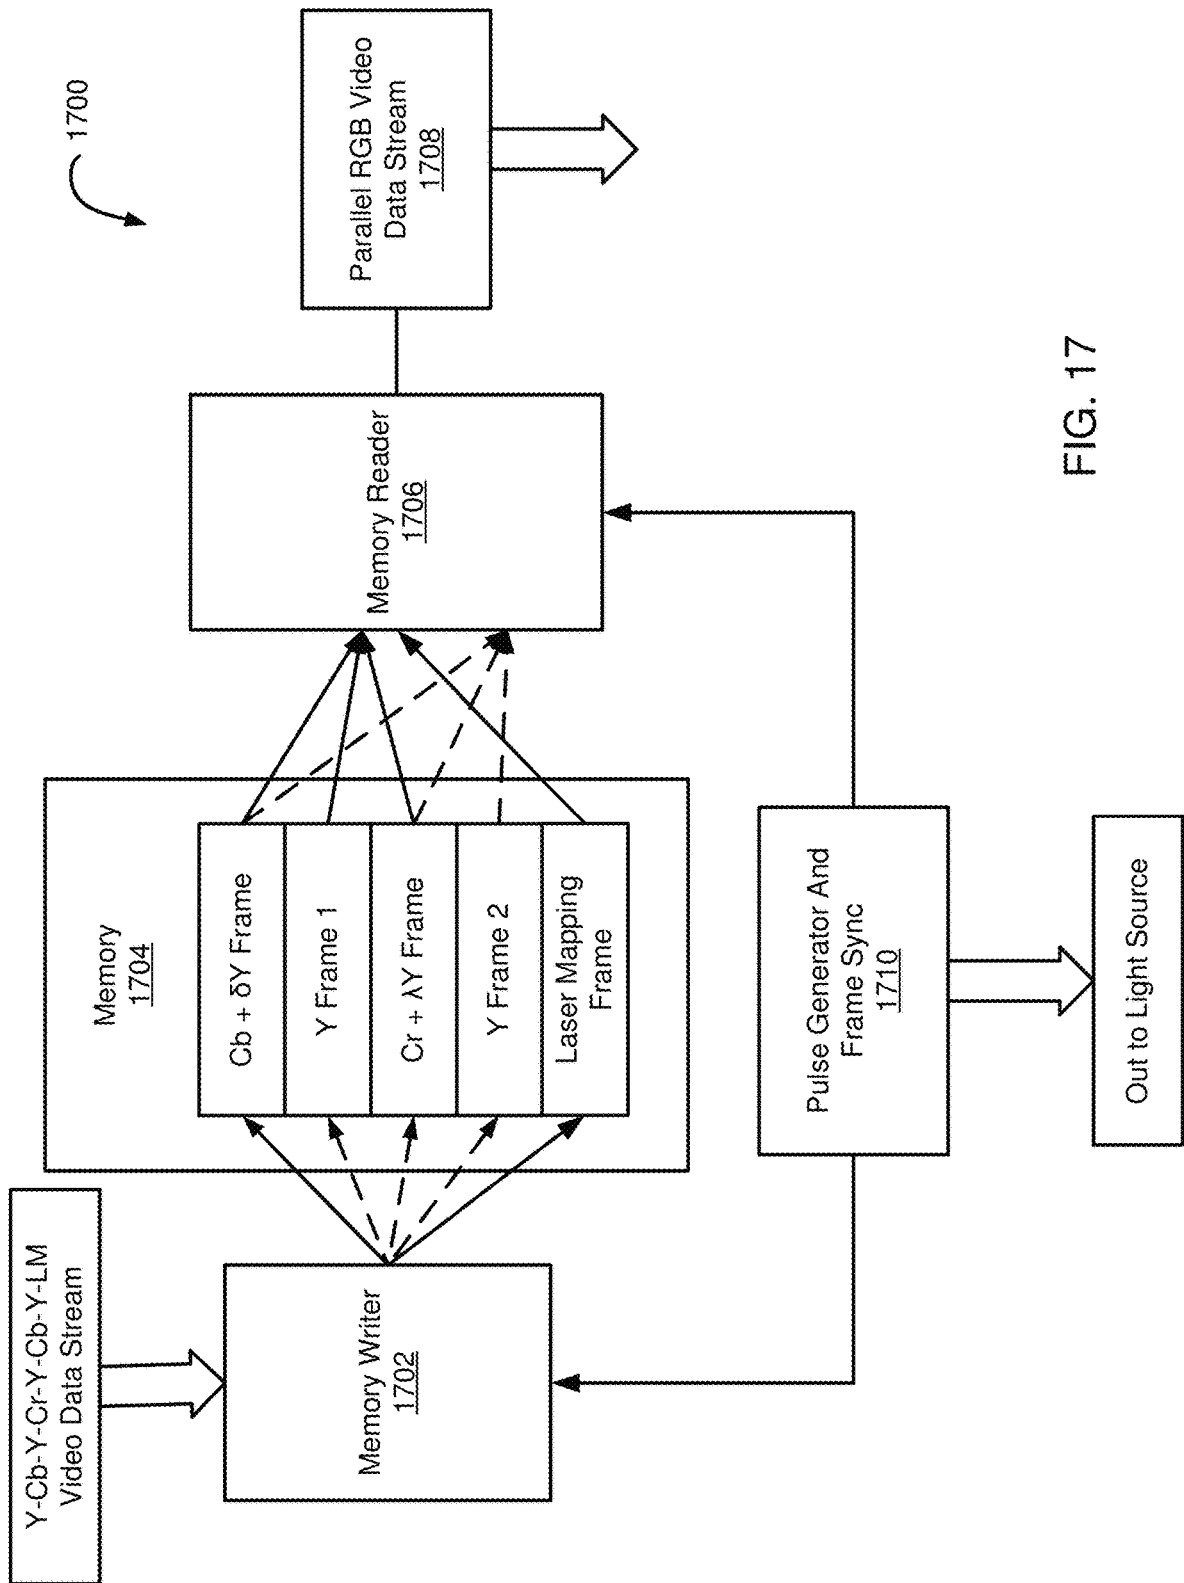 1700
Y-Cb-Y-Cr-Y-Cb-Y-LM
Video Data Stream
Memory Writer
1702
Memory
1704
Cb + δY Frame
Y Frame 1
Cr + λY Frame
Y Frame 2
Laser Mapping
Frame
Memory Reader
1706
Parallel RGB Video
Data Stream
1708
Pulse Generator And
Frame Sync
1710
Out to Light Source
FIG. 17